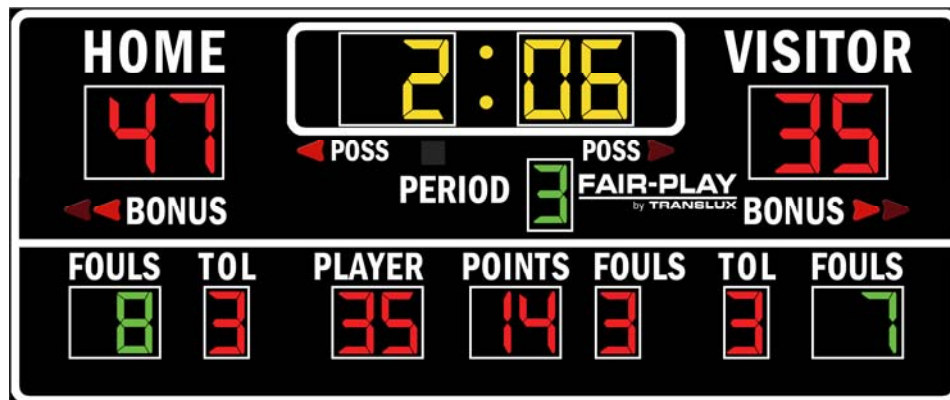 HOME 2:06 VISITOR
47 35
POSS POSS
PERIOD 3 FAIR-PLAY
by TRANSLUX
BONUS BONUS
FOULS TOL PLAYER POINTS FOULS TOL FOULS
8 3 35 14 3 3 7